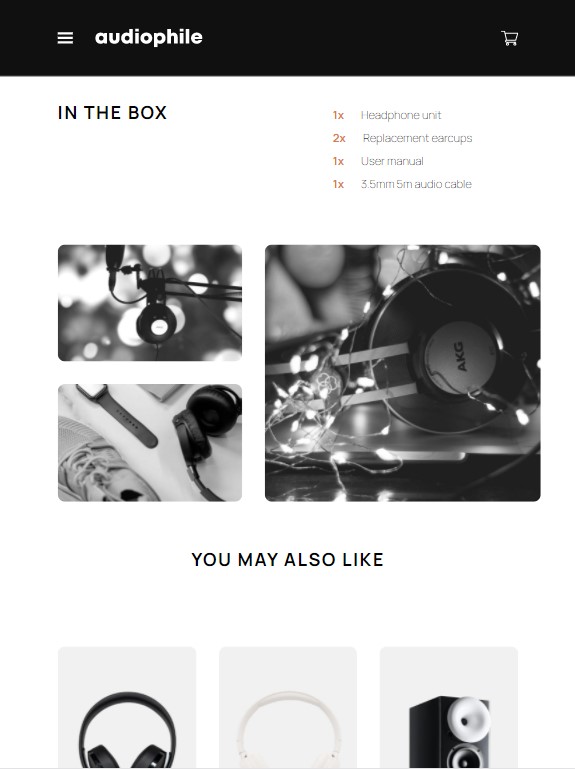 audiophile
IN THE BOX
1x Headphone unit
2x Replacement earcups
1x User manual
1x 3.5mm 5m audio cable
AKG
YOU MAY ALSO LIKE